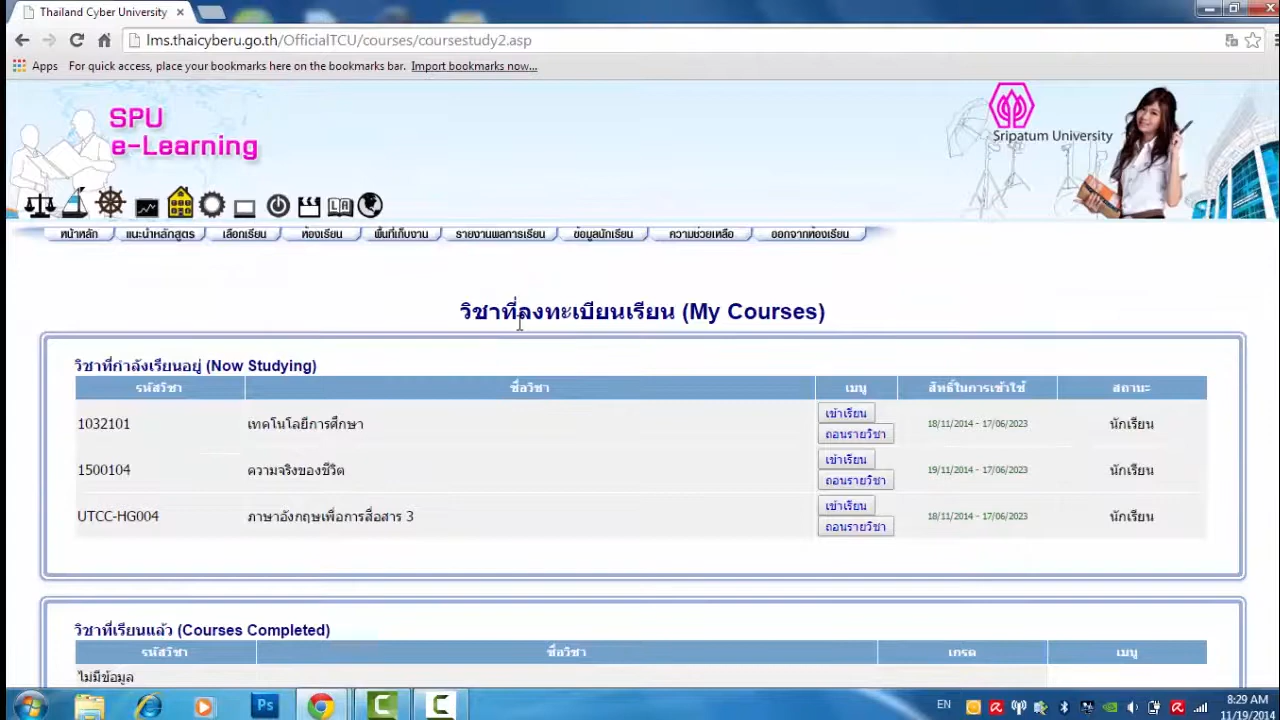 Thailand Cyber University
lms.thaicyberu.go.th/OfficialTCU/courses/coursestudy2.asp
Apps For quick access, place your bookmarks here on the bookmarks bar. Import bookmarks now...
SPU
e-Learning
Sripatum University
หน้าหลัก แนะนำหลักสูตร เลือกเรียน ห้องเรียน พื้นที่เก็บงาน รายงานผลการเรียน ข้อมูลนักเรียน ความช่วยเหลือ ออกจากห้องเรียน
วิชาที่ลงทะเบียนเรียน (My Courses)
วิชาที่กำลังเรียนอยู่ (Now Studying)
รหัสวิชา ชื่อวิชา เมนู สิทธิ์ในการเข้าใช้ สถานะ
1032101 เทคโนโลยีการศึกษา เข้าเรียน 18/11/2014 - 17/06/2023 นักเรียน
ถอนรายวิชา
1500104 ความจริงของชีวิต เข้าเรียน 19/11/2014 - 17/06/2023 นักเรียน
ถอนรายวิชา
UTCC-HG004 ภาษาอังกฤษเพื่อการสื่อสาร 3 เข้าเรียน 18/11/2014 - 17/06/2023 นักเรียน
ถอนรายวิชา
วิชาที่เรียนแล้ว (Courses Completed)
รหัสวิชา ชื่อวิชา เกรด เมนู
ไม่มีข้อมูล
Ps
EN
8:29 AM
11/19/2014